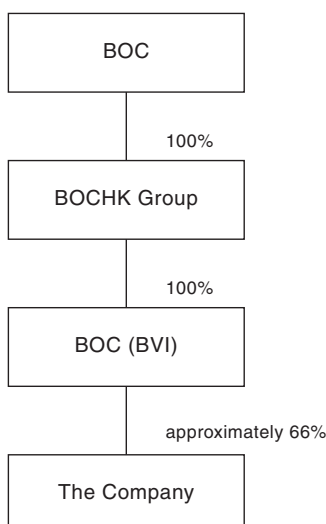 BOC
100%
BOCHK Group
100%
BOC (BVI)
approximately 66%
The Company